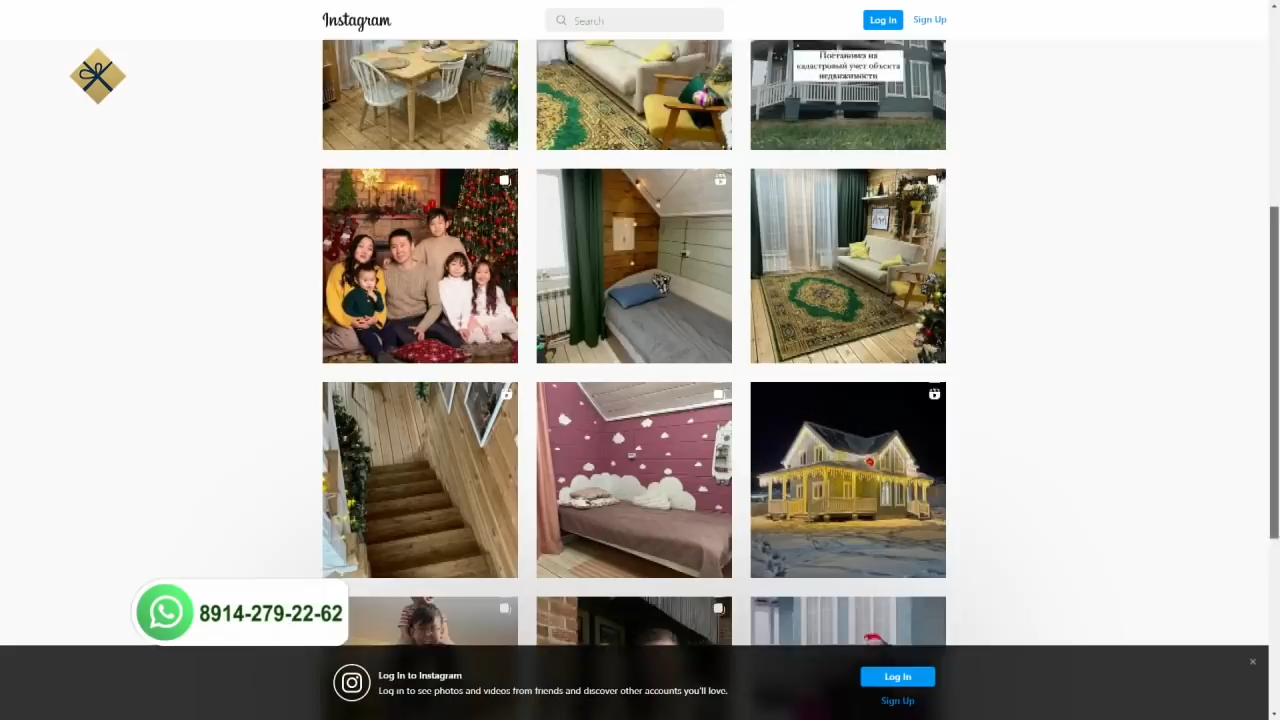 Instagram
Search
Log In
Sign Up
Постановка на
кадастровый учет объекта
недвижимости
8914-279-22-62
Log In to Instagram
Log in to see photos and videos from friends and discover other accounts you'll love.
Log In
Sign Up